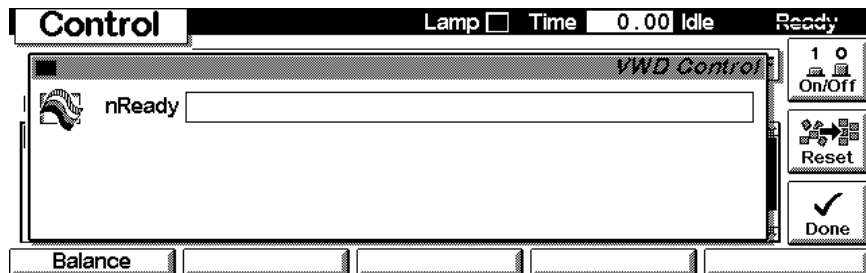 Control
Lamp Time 0.00 Idle Ready
VWD Control
nReady
1 0
On/Off
Reset
Done
Balance